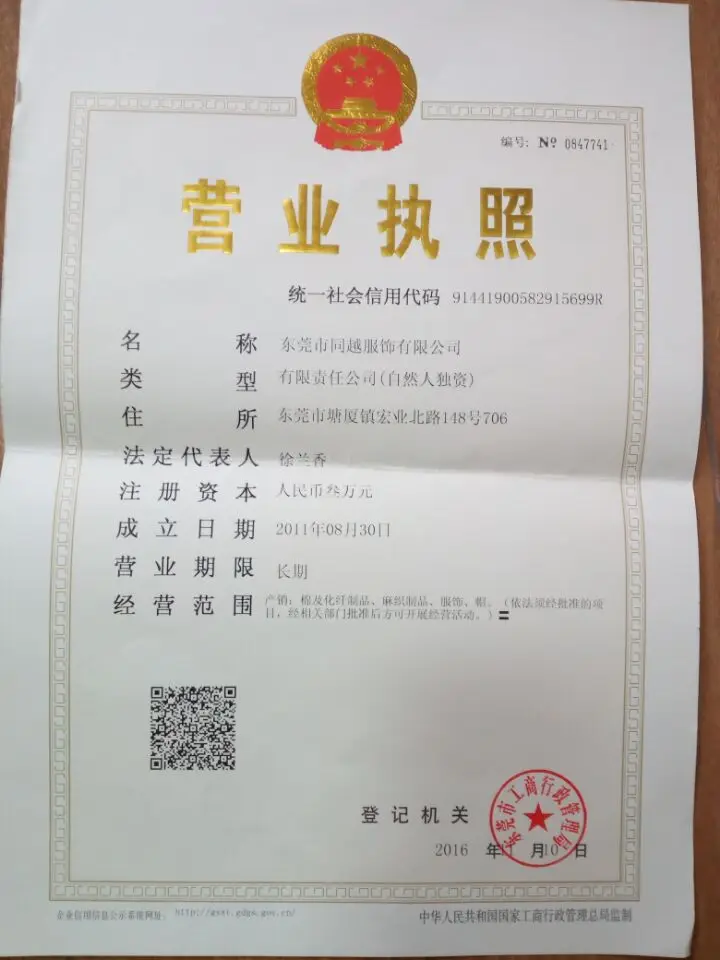 编号: № 0847741
营业执照
统一社会信用代码 91441900582915699R
名称 东莞市同越服饰有限公司
类型 有限责任公司(自然人独资)
住所 东莞市塘厦镇宏业北路148号706
法定代表人 徐兰香
注册资本 人民币叁万元
成立日期 2011年08月30日
营业期限 长期
经营范围 产销：棉及化纤制品、麻织制品、服饰、帽。（依法须经批准的项
目，经相关部门批准后方可开展经营活动。）
登记机关
东莞市工商行政管理局
2016 年 月10 日
企业信用信息公示系统网址： http://gsxt.gdgs.gov.cn/
中华人民共和国国家工商行政管理总局监制